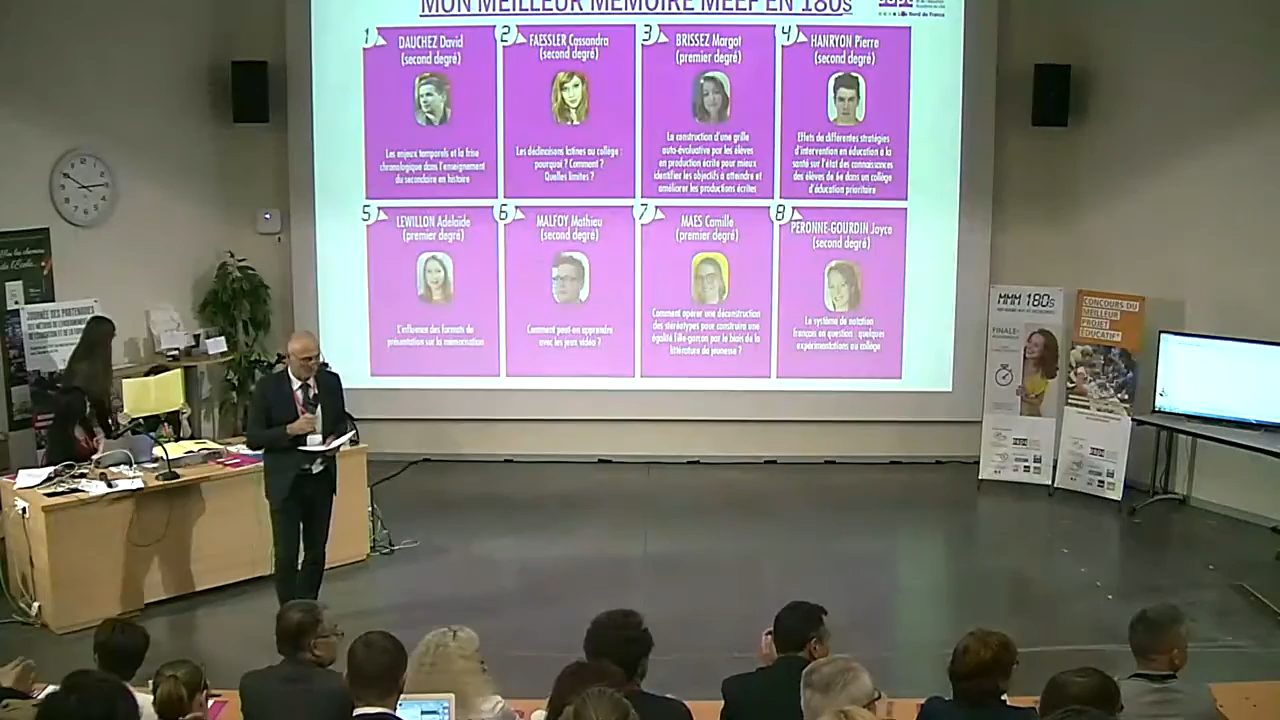 MON MEILLEUR MÉMOIRE MEEF EN 180s
Lille Nord de France
1
DAUCHEZ David
(second degré)
Les enjeux temporels et la frise
chronologique dans l'enseignement
du secondaire en histoire
2
FAESSLER Cassandra
(second degré)
Les déclinaisons latines au collège :
pourquoi ? Comment ?
Quelles limites ?
3
BRISSEZ Margot
(premier degré)
La construction d'une grille
auto-évaluative par les élèves
en production écrite pour mieux
identifier les objectifs à atteindre et
améliorer les productions écrites
4
HANRYON Pierre
(second degré)
Effets de différentes stratégies
d'intervention en éducation à la
santé sur l'état des connaissances
des élèves de 6e dans un collège
d'éducation prioritaire
5
LEWILLON Adelaïde
(premier degré)
L'influence des formats de
présentation sur la mémorisation
6
MALFOY Mathieu
(second degré)
Comment peut-on apprendre
avec les jeux vidéo ?
7
MAES Camille
(premier degré)
Comment opérer une déconstruction
des stéréotypes pour construire une
égalité fille-garçon par le biais de la
littérature de jeunesse ?
8
PERONNE-GOURDIN Joyce
(second degré)
Le système de notation
français en question : quelques
expérimentations au collège
JOURNÉE DES PARTENAIRES
MMM 180s
FINALE
CONCOURS DU
MEILLEUR
PROJET
ÉDUCATIF